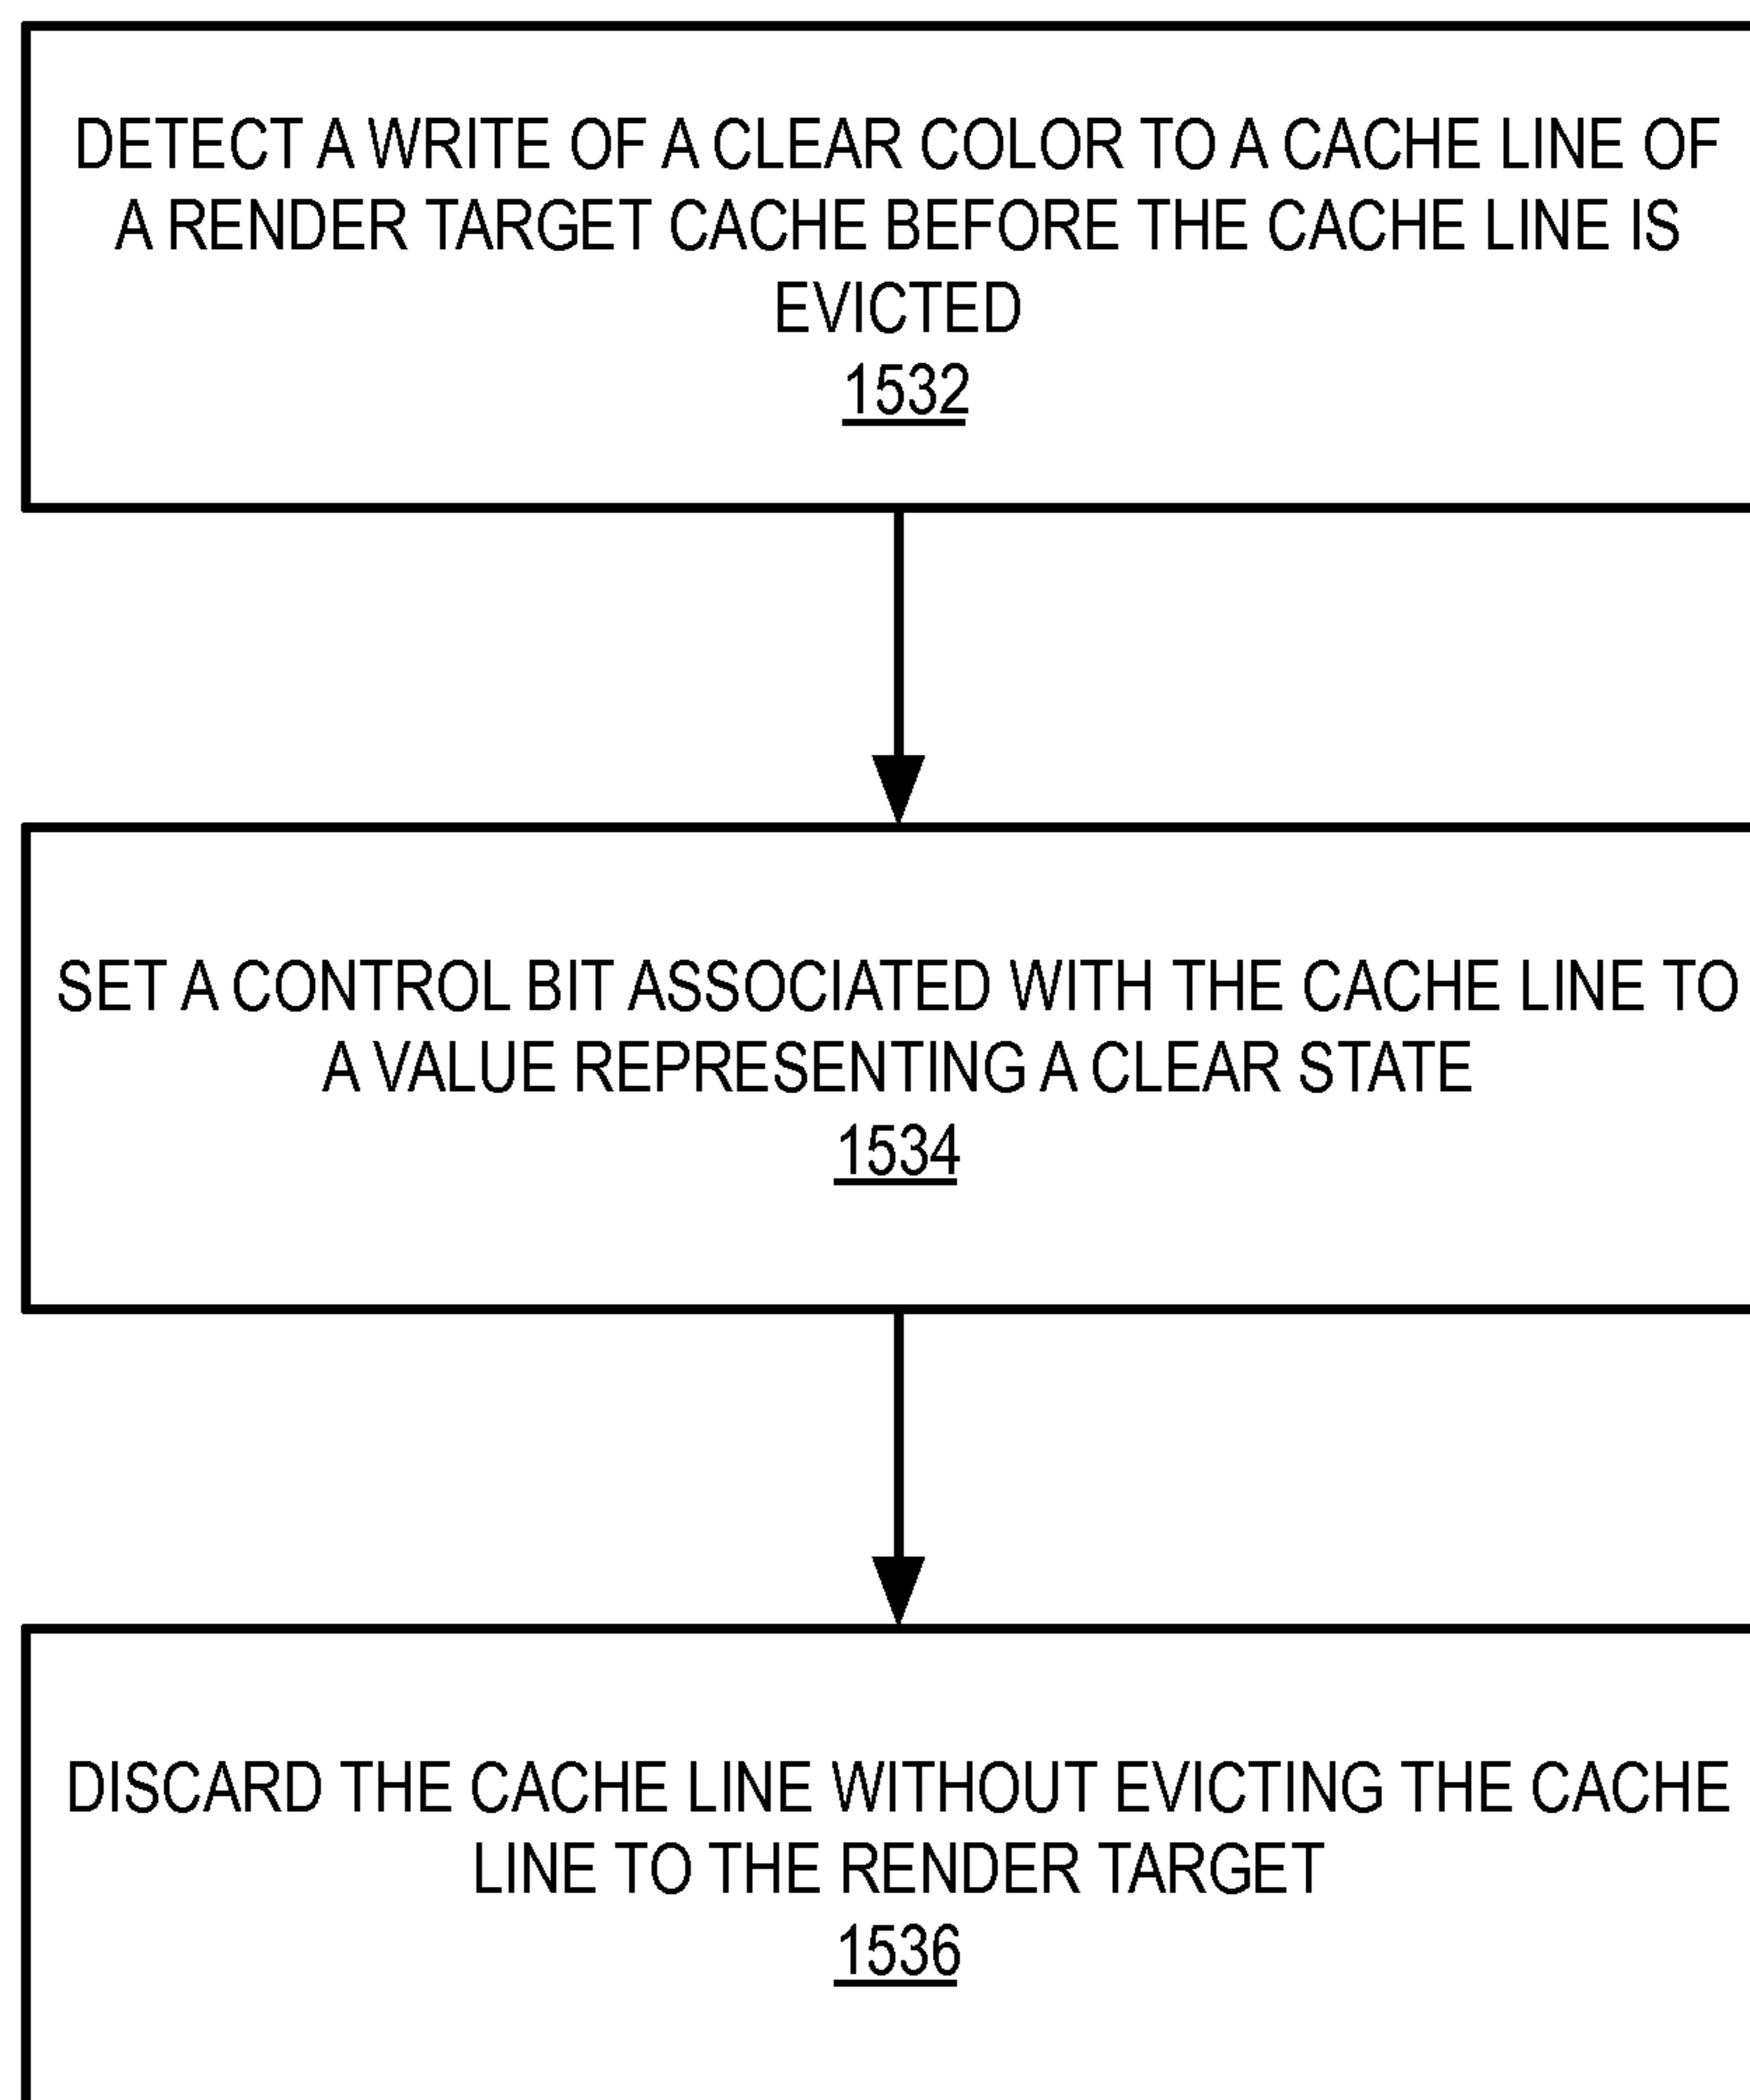 DETECT A WRITE OF A CLEAR COLOR TO A CACHE LINE OF
A RENDER TARGET CACHE BEFORE THE CACHE LINE IS
EVICTED
1532
SET A CONTROL BIT ASSOCIATED WITH THE CACHE LINE TO
A VALUE REPRESENTING A CLEAR STATE
1534
DISCARD THE CACHE LINE WITHOUT EVICTING THE CACHE
LINE TO THE RENDER TARGET
1536